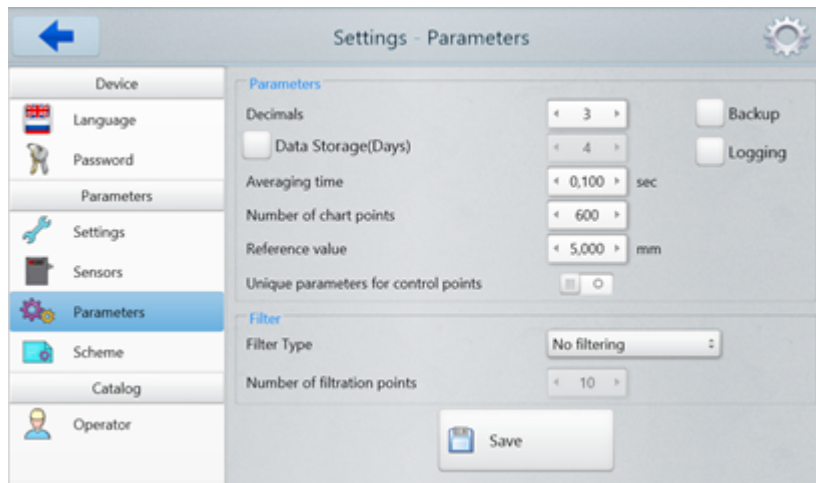 Settings - Parameters
Device
Language
Password
Parameters
Settings
Sensors
Parameters
Scheme
Catalog
Operator
Parameters
Decimals 3 Backup
Data Storage(Days) 4 Logging
Averaging time 0,100 sec
Number of chart points 600
Reference value 5,000 mm
Unique parameters for control points
Filter
Filter Type No filtering
Number of filtration points 10
Save